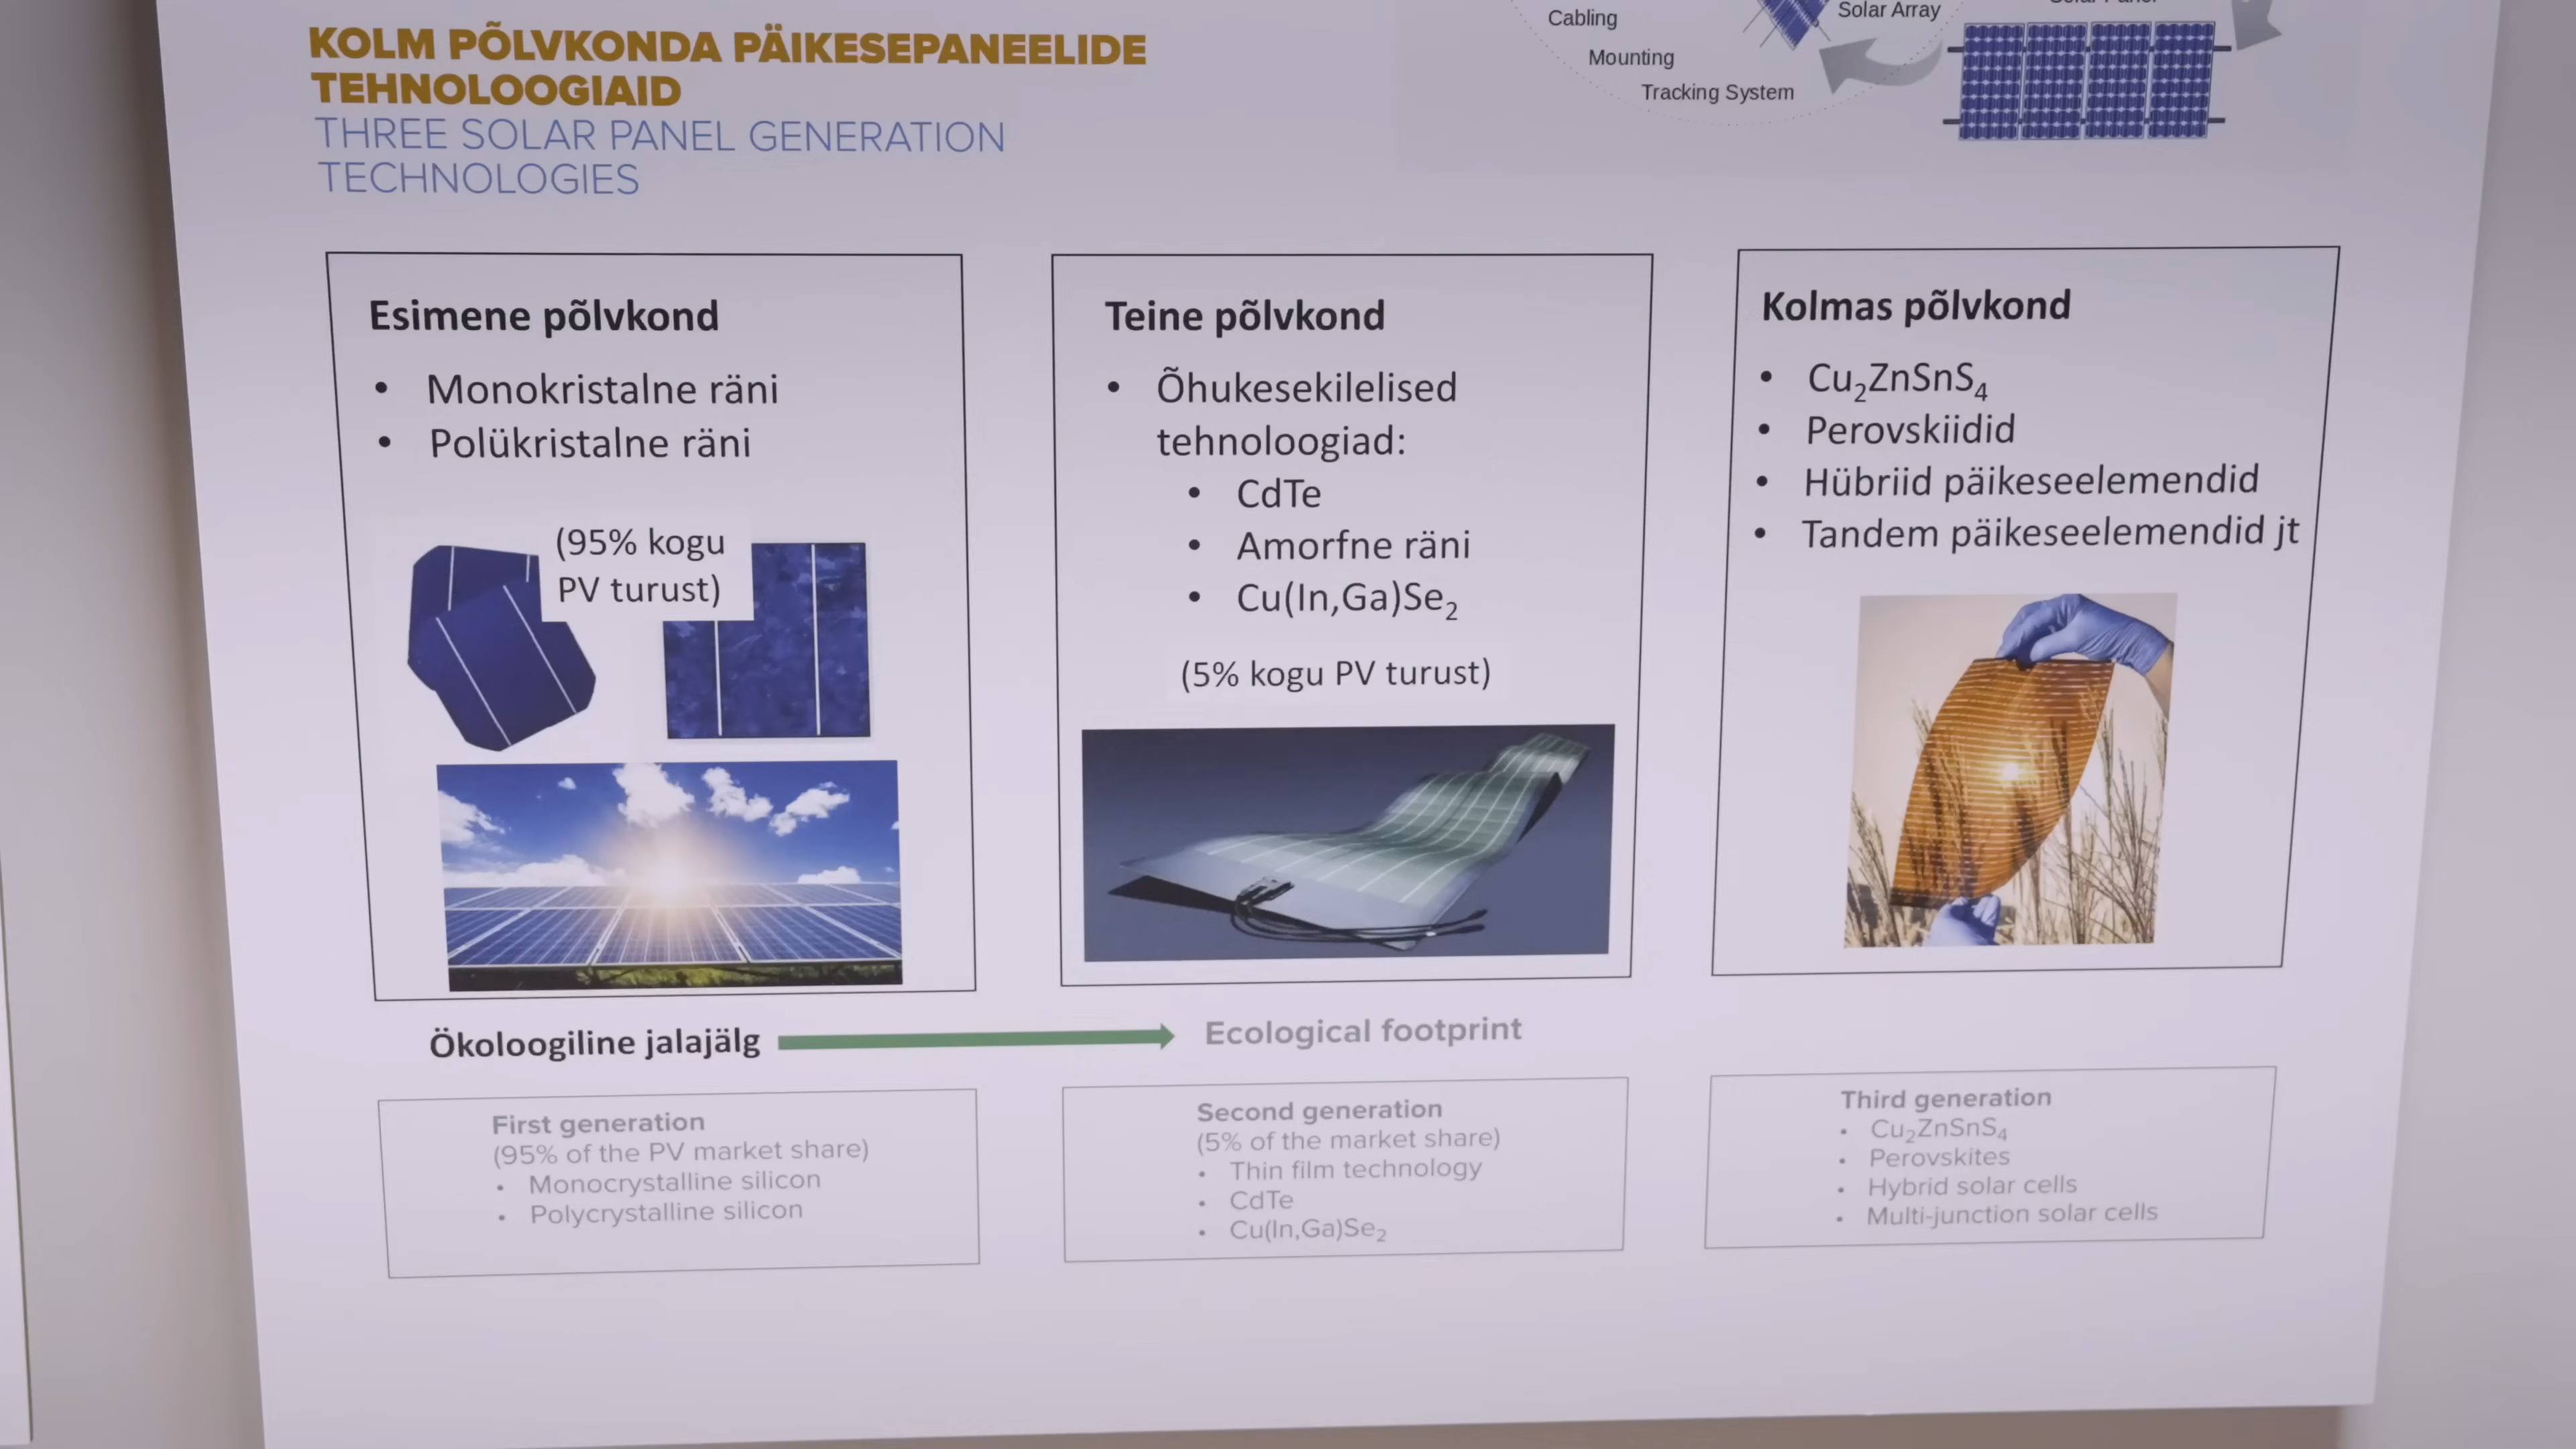 KOLM PÕLVKONDA PÄIKESEPANEELIDE
TEHNOLOOGIAID
THREE SOLAR PANEL GENERATION
TECHNOLOGIES
Cabling
Mounting
Tracking System
Solar Array
Esimene põlvkond
• Monokristalne räni
• Polükristalne räni
(95% kogu
PV turust)
Teine põlvkond
• Õhukesekilelised
tehnoloogiad:
• CdTe
• Amorfne räni
• Cu(In,Ga)Se₂
(5% kogu PV turust)
Kolmas põlvkond
• Cu₂ZnSnS₄
• Perovskiidid
• Hübriid päikeseelemendid
• Tandem päikeseelemendid jt
Ökoloogiline jalajälg
Ecological footprint
First generation
(95% of the PV market share)
• Monocrystalline silicon
• Polycrystalline silicon
Second generation
(5% of the market share)
• Thin film technology
• CdTe
• Cu(In,Ga)Se₂
Third generation
• Cu₂ZnSnS₄
• Perovskites
• Hybrid solar cells
• Multi-junction solar cells